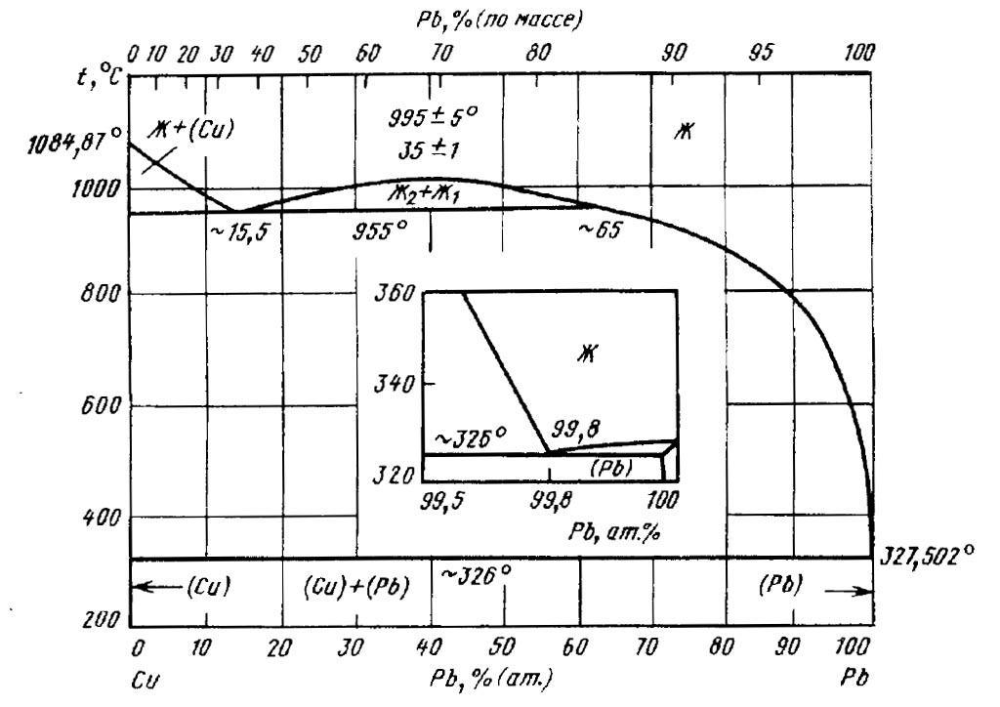 Pb, % (по массе)
0 10 20 30 40 50 60 70 80 90 95 100
t, °C
1084,87°
Ж+(Cu)
995 ± 5°
35 ± 1
Ж
1000
Ж₂+Ж₁
~15,5
955°
~65
800
600
400
200
360
340
320
Ж
~326°
99,8
(Pb)
99,5 99,8 100
Pb, ат.%
327,502°
~326°
(Cu)
(Cu)+(Pb)
(Pb)
0 10 20 30 40 50 60 70 80 90 100
Cu
Pb, % (ат.)
Pb